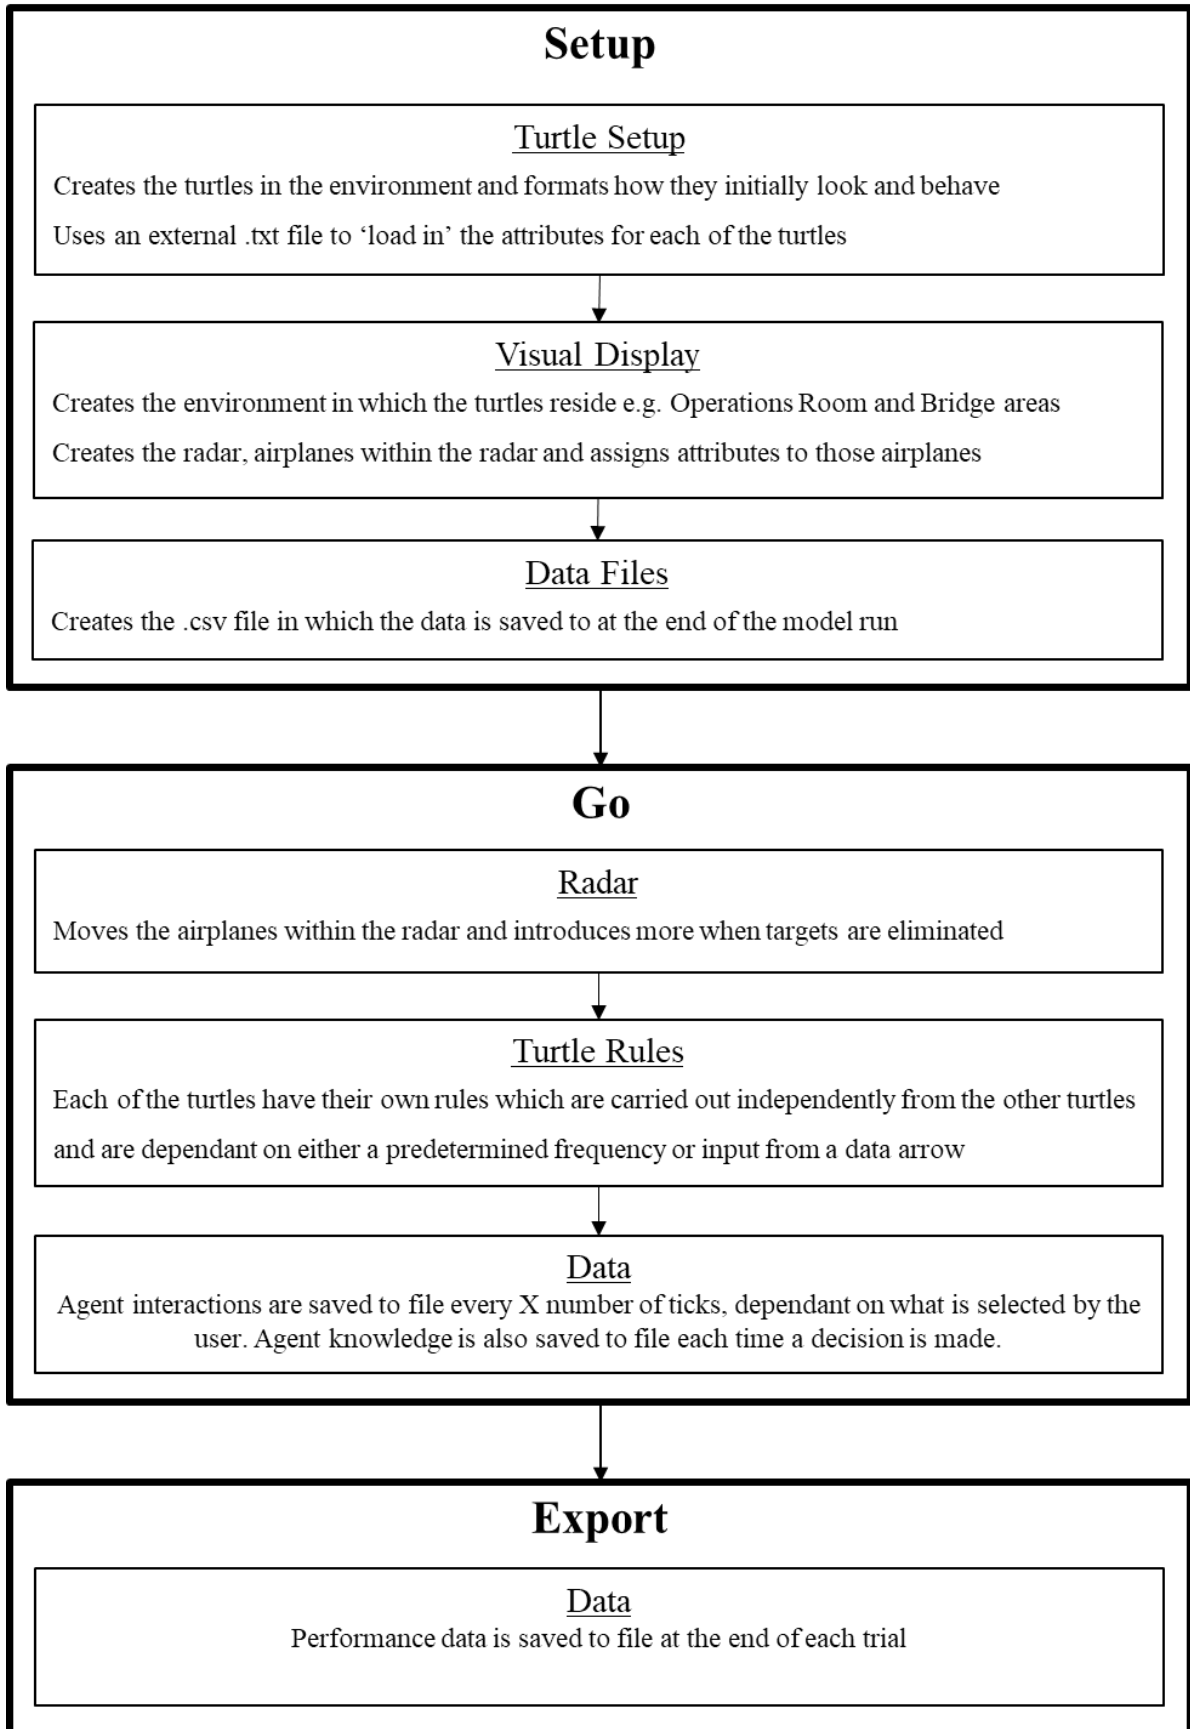 Setup
Turtle Setup
Creates the turtles in the environment and formats how they initially look and behave
Uses an external .txt file to ‘load in’ the attributes for each of the turtles
Visual Display
Creates the environment in which the turtles reside e.g. Operations Room and Bridge areas
Creates the radar, airplanes within the radar and assigns attributes to those airplanes
Data Files
Creates the .csv file in which the data is saved to at the end of the model run
Go
Radar
Moves the airplanes within the radar and introduces more when targets are eliminated
Turtle Rules
Each of the turtles have their own rules which are carried out independently from the other turtles
and are dependant on either a predetermined frequency or input from a data arrow
Data
Agent interactions are saved to file every X number of ticks, dependant on what is selected by the
user. Agent knowledge is also saved to file each time a decision is made.
Export
Data
Performance data is saved to file at the end of each trial